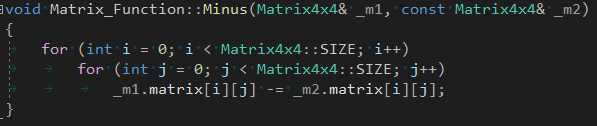 void Matrix_Function::Minus(Matrix4x4& _m1, const Matrix4x4& _m2)
{
    for (int i = 0; i < Matrix4x4::SIZE; i++)
        for (int j = 0; j < Matrix4x4::SIZE; j++)
            _m1.matrix[i][j] -= _m2.matrix[i][j];
}